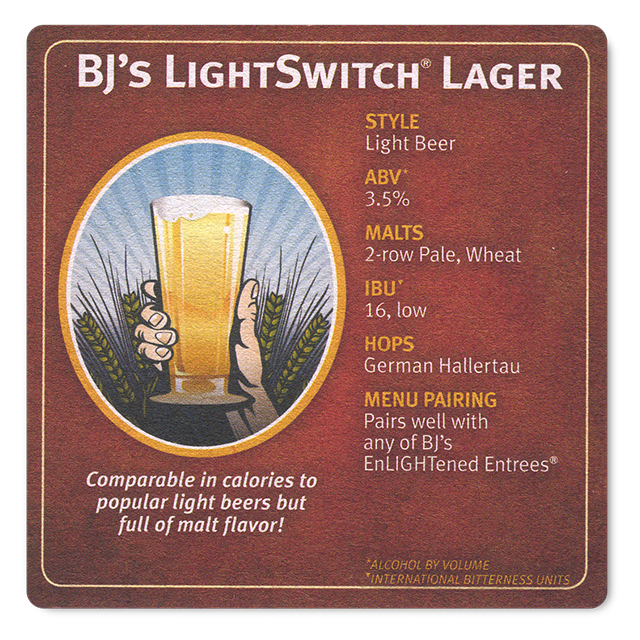 BJ's LightSwitch® Lager
STYLE
Light Beer
ABV*
3.5%
MALTS
2-row Pale, Wheat
IBU▾
16, low
HOPS
German Hallertau
MENU PAIRING
Pairs well with
any of BJ's
EnLIGHTened Entrees®
Comparable in calories to
popular light beers but
full of malt flavor!
*ALCOHOL BY VOLUME
▾INTERNATIONAL BITTERNESS UNITS